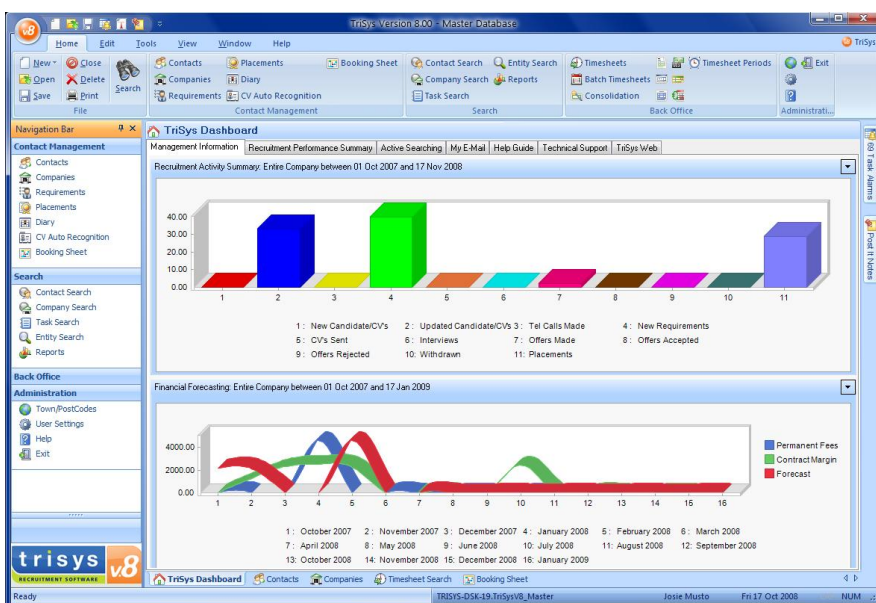 TriSys Version 8.00 - Master Database
v8
Home Edit Tools View Window Help TriSys
New Close Contacts Placements Booking Sheet Contact Search Entity Search Timesheets Timesheet Periods Exit
Open Delete Search Companies Diary Company Search Reports Batch Timesheets
Save Print Requirements CV Auto Recognition Task Search Consolidation
File Contact Management Search Back Office Administrati...
Navigation Bar
Contact Management
Contacts
Companies
Requirements
Placements
Diary
CV Auto Recognition
Booking Sheet
Search
Contact Search
Company Search
Task Search
Entity Search
Reports
Back Office
Administration
Town/PostCodes
User Settings
Help
Exit
trisys v8
RECRUITMENT SOFTWARE
TriSys Dashboard
Management Information Recruitment Performance Summary Active Searching My E-Mail Help Guide Technical Support TriSys Web
Recruitment Activity Summary: Entire Company between 01 Oct 2007 and 17 Nov 2008
40.00
30.00
20.00
10.00
0.00
1 2 3 4 5 6 7 8 9 10 11
1 : New Candidate/CV's 2 : Updated Candidate/CVs 3 : Tel Calls Made 4 : New Requirements
5 : CV's Sent 6 : Interviews 7 : Offers Made 8 : Offers Accepted
9 : Offers Rejected 10: Withdrawn 11: Placements
Financial Forecasting: Entire Company between 01 Oct 2007 and 17 Jan 2009
4000.00
2000.00
0.00
1 2 3 4 5 6 7 8 9 10 11 12 13 14 15 16
Permanent Fees
Contract Margin
Forecast
1 : October 2007 2 : November 2007 3 : December 2007 4 : January 2008 5 : February 2008 6 : March 2008
7 : April 2008 8 : May 2008 9 : June 2008 10: July 2008 11: August 2008 12: September 2008
13: October 2008 14: November 2008 15: December 2008 16: January 2009
TriSys Dashboard Contacts Companies Timesheet Search Booking Sheet
69 Task Alarms
Post It Notes
Ready TRISYS-DSK-19.TriSysV8_Master Josie Musto Fri 17 Oct 2008 NUM